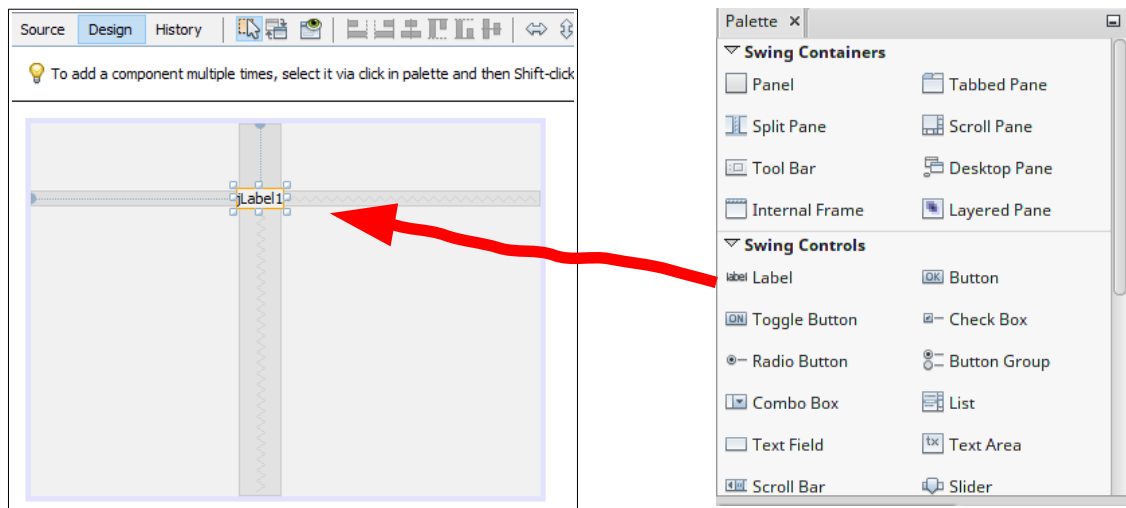 Source Design History
To add a component multiple times, select it via click in palette and then Shift-click
jLabel1
Palette ×
Swing Containers
Panel Tabbed Pane
Split Pane Scroll Pane
Tool Bar Desktop Pane
Internal Frame Layered Pane
Swing Controls
label Label OK Button
ON Toggle Button Check Box
Radio Button Button Group
Combo Box List
Text Field tx Text Area
Scroll Bar Slider